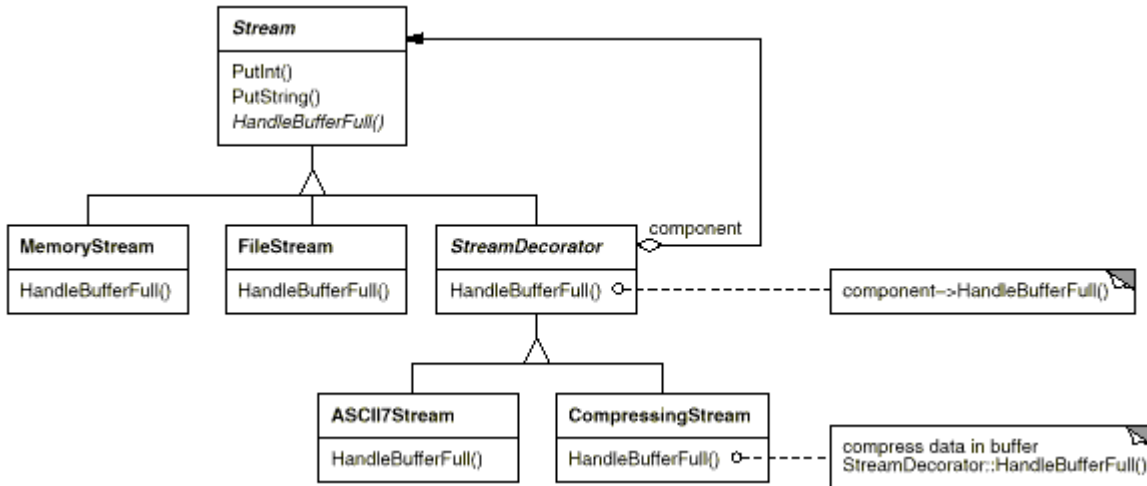 Stream
PutInt()
PutString()
HandleBufferFull()
MemoryStream
HandleBufferFull()
FileStream
HandleBufferFull()
StreamDecorator
HandleBufferFull()
component
component–>HandleBufferFull()
ASCII7Stream
HandleBufferFull()
CompressingStream
HandleBufferFull()
compress data in buffer
StreamDecorator::HandleBufferFull()